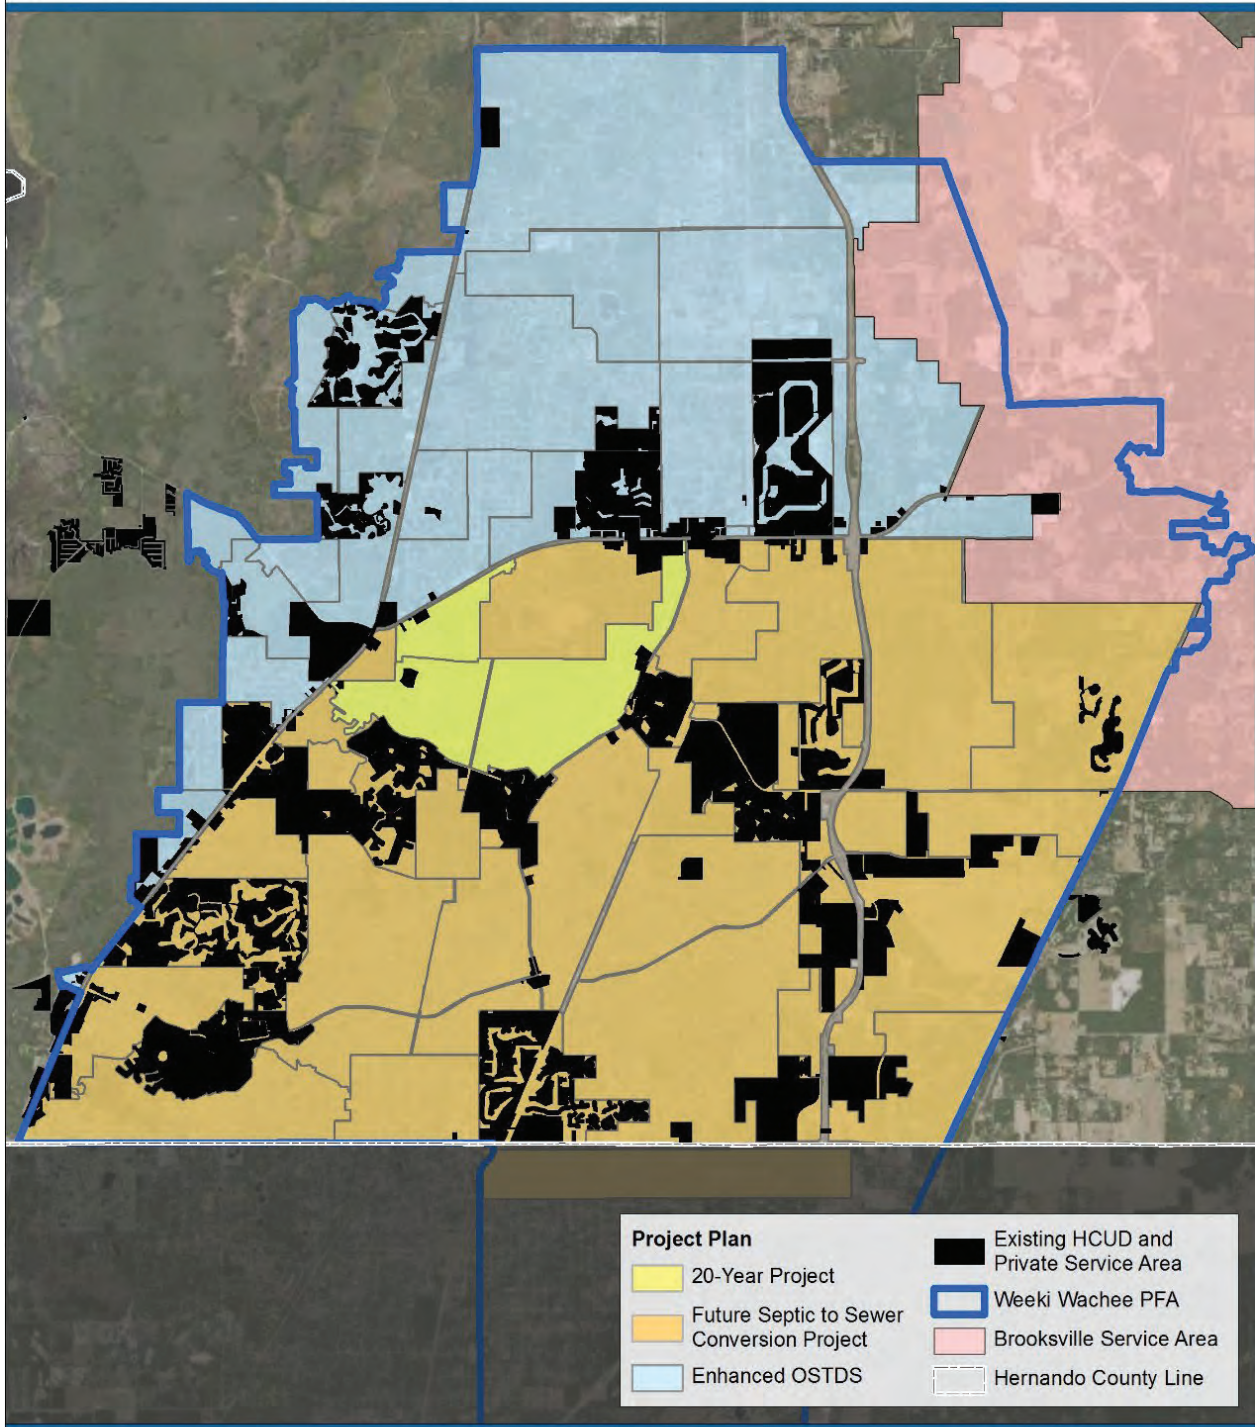 Project Plan
20-Year Project
Future Septic to Sewer
Conversion Project
Enhanced OSTDS
Existing HCUD and
Private Service Area
Weeki Wachee PFA
Brooksville Service Area
Hernando County Line